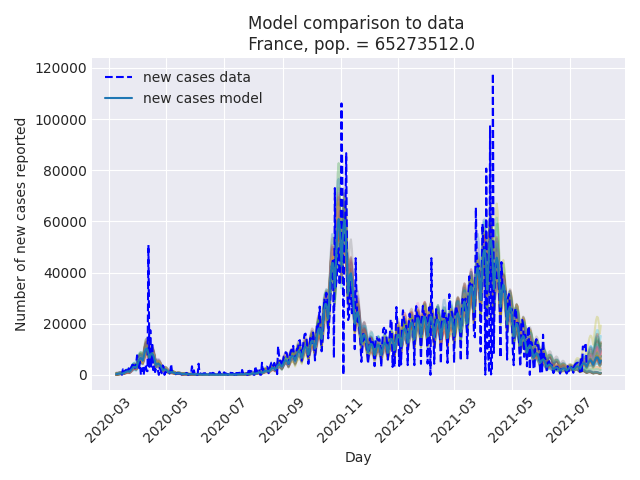 Model comparison to data
France, pop. = 65273512.0
new cases data
new cases model
Number of new cases reported
120000
100000
80000
60000
40000
20000
0
2020-03
2020-05
2020-07
2020-09
2020-11
2021-01
2021-03
2021-05
2021-07
Day